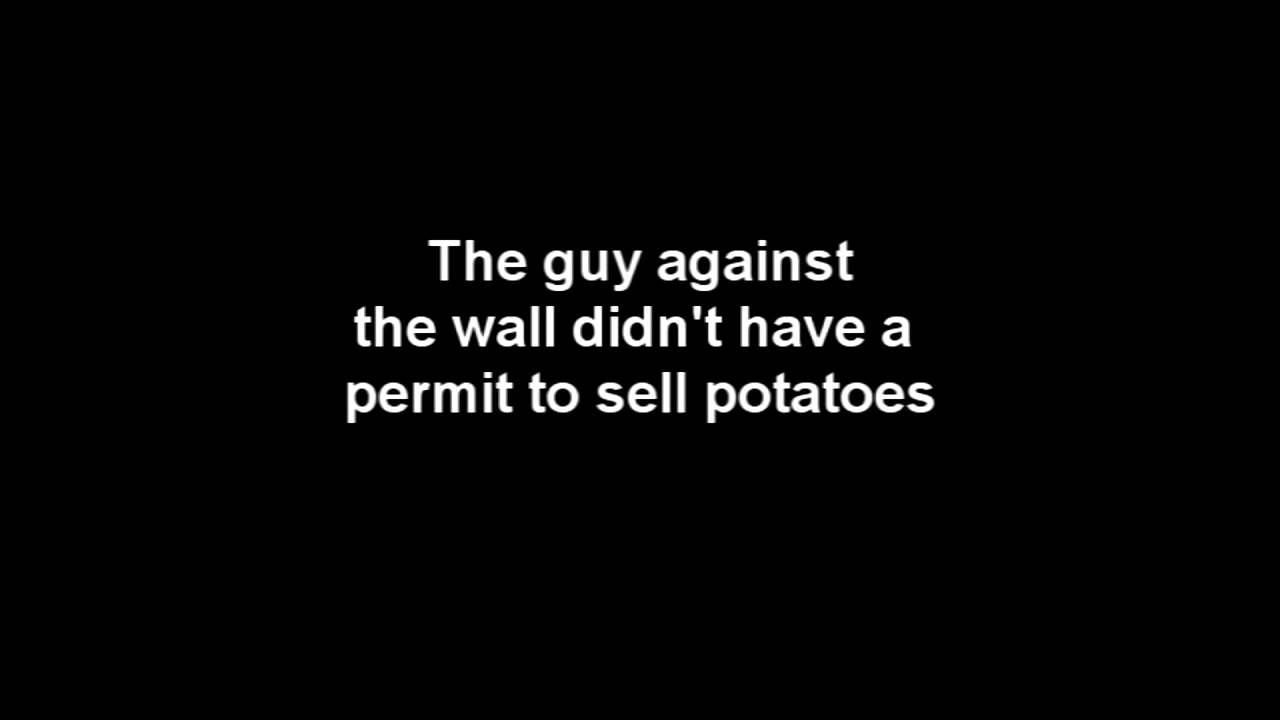 The guy against
the wall didn't have a
permit to sell potatoes